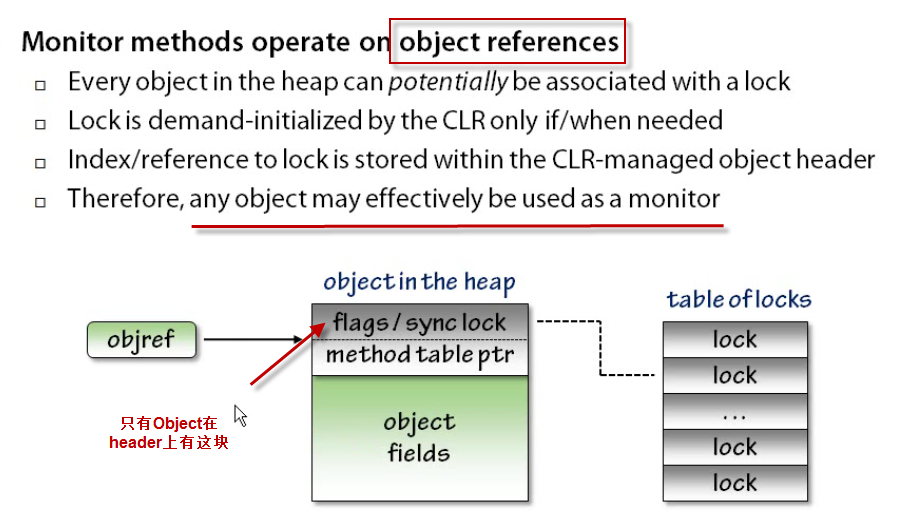 Monitor methods operate on object references
Every object in the heap can potentially be associated with a lock
Lock is demand-initialized by the CLR only if/when needed
Index/reference to lock is stored within the CLR-managed object header
Therefore, any object may effectively be used as a monitor
object in the heap
table of locks
objref
flags / sync lock
method table ptr
object
fields
只有Object在
header上有这块
lock
lock
...
lock
lock